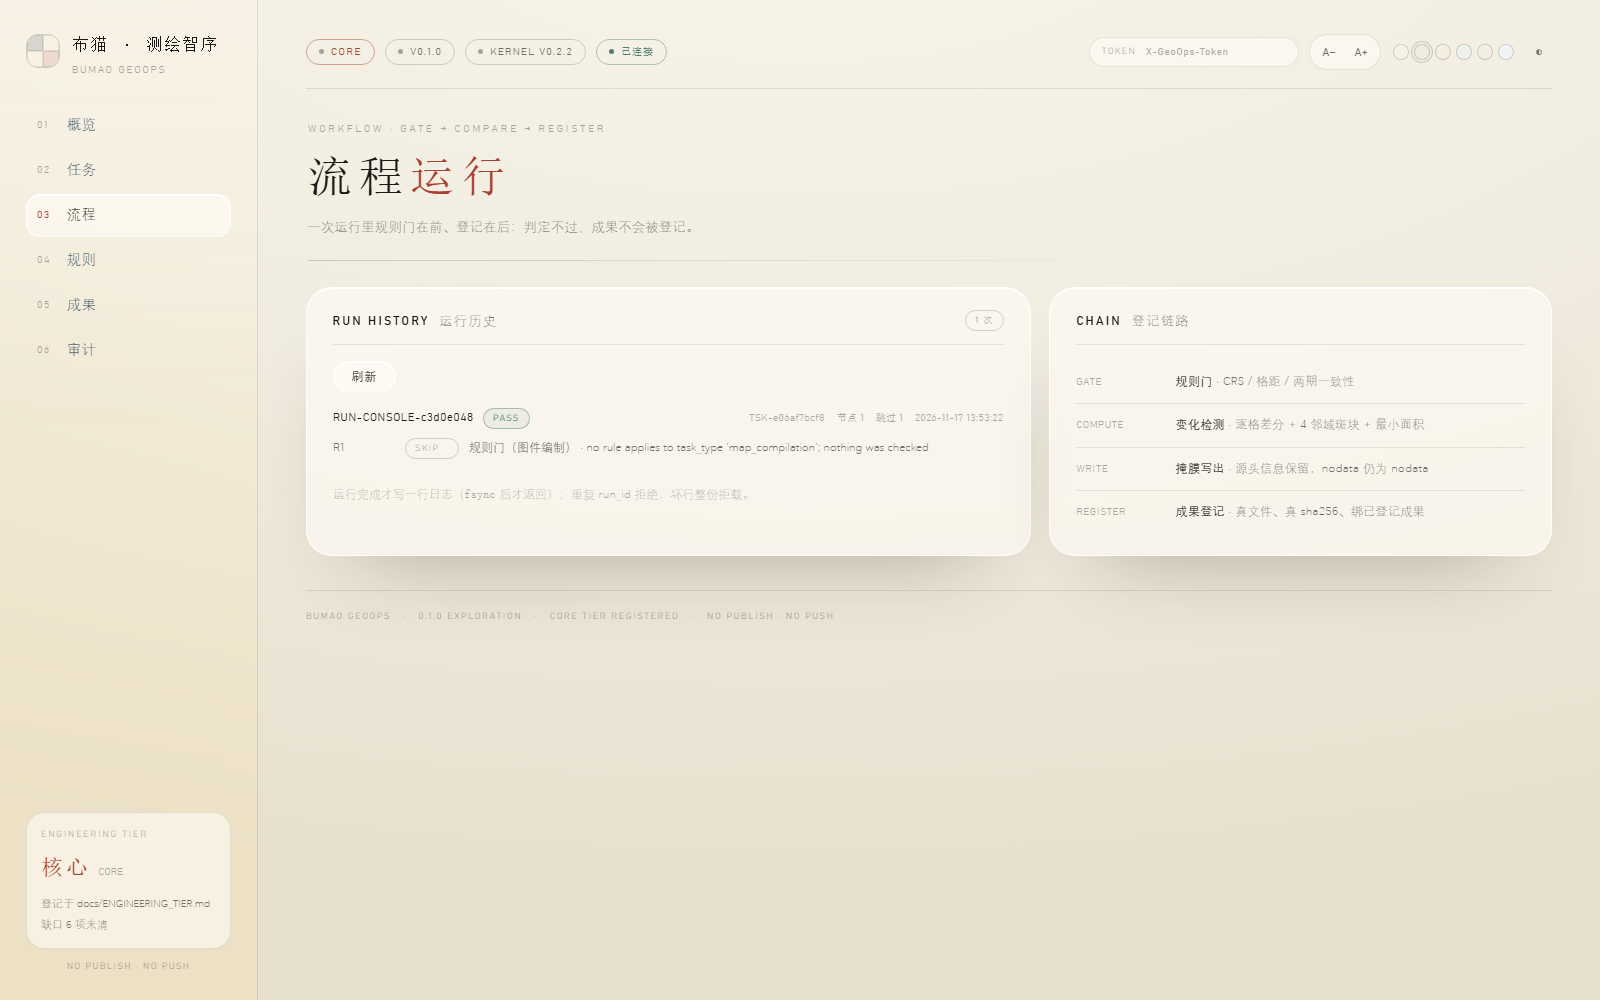 布猫 · 测绘智序
BUMAO GEOOPS
01 概览
02 任务
03 流程
04 规则
05 成果
06 审计
ENGINEERING TIER
核心 CORE
登记于 docs/ENGINEERING_TIER.md
缺口 6 项未清
NO PUBLISH · NO PUSH
CORE V0.1.0 KERNEL V0.2.2 已连接 TOKEN X-GeoOps-Token A− A+
WORKFLOW · GATE → COMPARE → REGISTER
流程运行
一次运行里规则门在前、登记在后：判定不过，成果不会被登记。
RUN HISTORY 运行历史 1 次
刷新
RUN-CONSOLE-c3d0e048 PASS TSK-e06af7bcf8 节点 1 跳过 1 2026-11-17 13:53:22
R1 SKIP 规则门（图件编制） · no rule applies to task_type 'map_compilation'; nothing was checked
运行完成才写一行日志（fsync 后才返回）；重复 run_id 拒绝，坏行整份拒载。
CHAIN 登记链路
GATE 规则门 · CRS / 格距 / 两期一致性
COMPUTE 变化检测 · 逐格差分 + 4 邻域斑块 + 最小面积
WRITE 掩膜写出 · 源头信息保留，nodata 仍为 nodata
REGISTER 成果登记 · 真文件、真 sha256、绑已登记成果
BUMAO GEOOPS · 0.1.0 EXPLORATION · CORE TIER REGISTERED · NO PUBLISH · NO PUSH